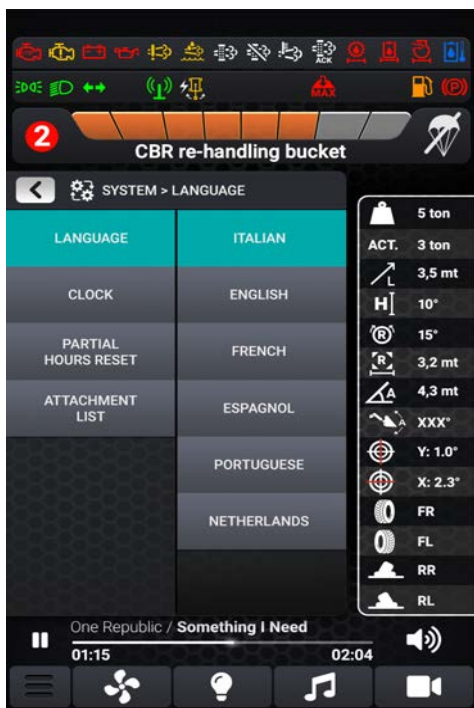 ACK
MAX
2
CBR re-handling bucket
SYSTEM > LANGUAGE
LANGUAGE
CLOCK
PARTIAL
HOURS RESET
ATTACHMENT
LIST
ITALIAN
ENGLISH
FRENCH
ESPAGNOL
PORTUGUESE
NETHERLANDS
5 ton
ACT. 3 ton
L 3,5 mt
H 10°
R 15°
R 3,2 mt
A 4,3 mt
A XXX°
Y: 1.0°
X: 2.3°
FR
FL
RR
RL
One Republic / Something I Need
01:15 02:04